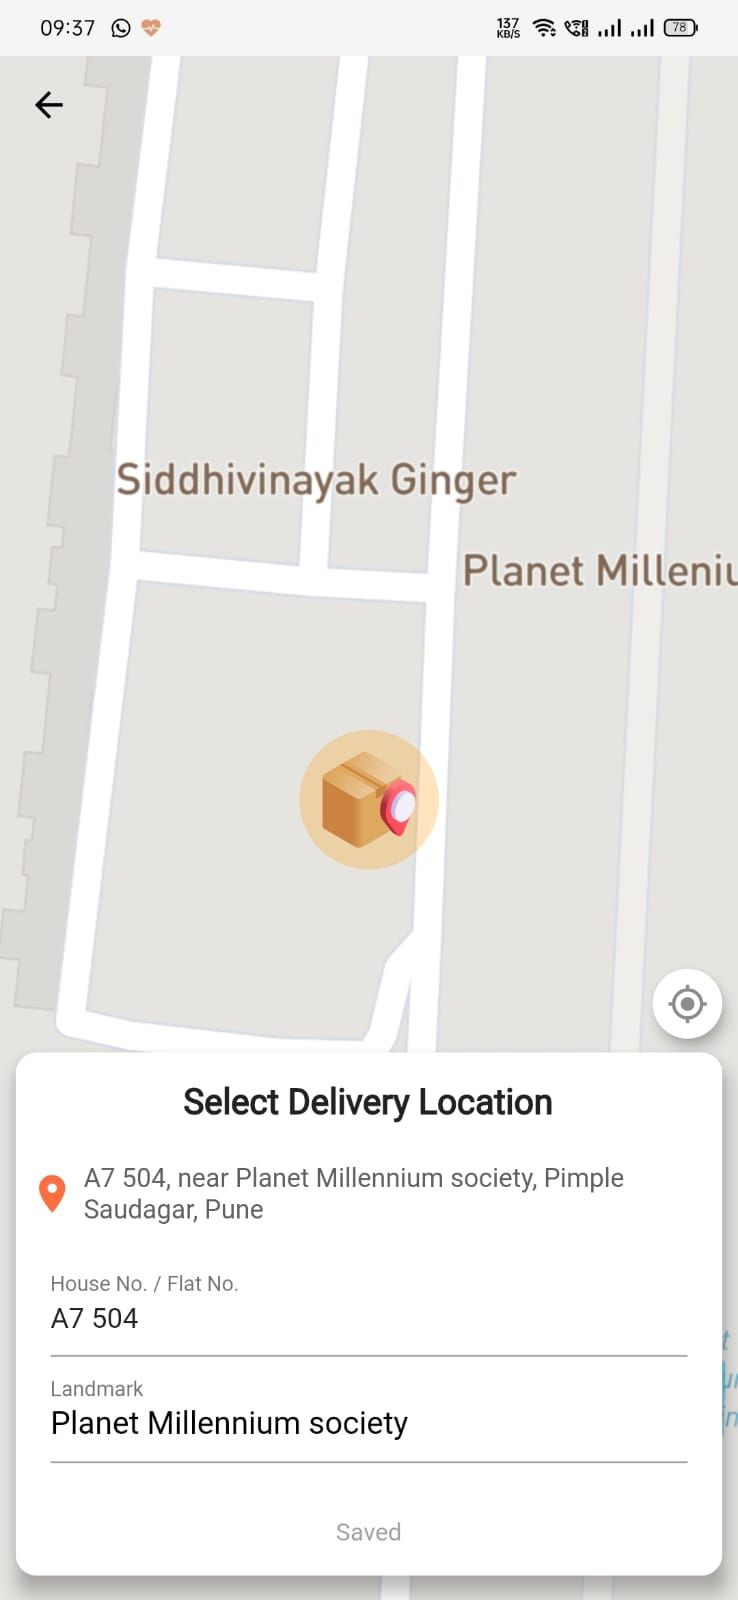 09:37
137
KB/S
78
Siddhivinayak Ginger
Planet Milleniu
Select Delivery Location
A7 504, near Planet Millennium society, Pimple
Saudagar, Pune
House No. / Flat No.
A7 504
Landmark
Planet Millennium society
Saved